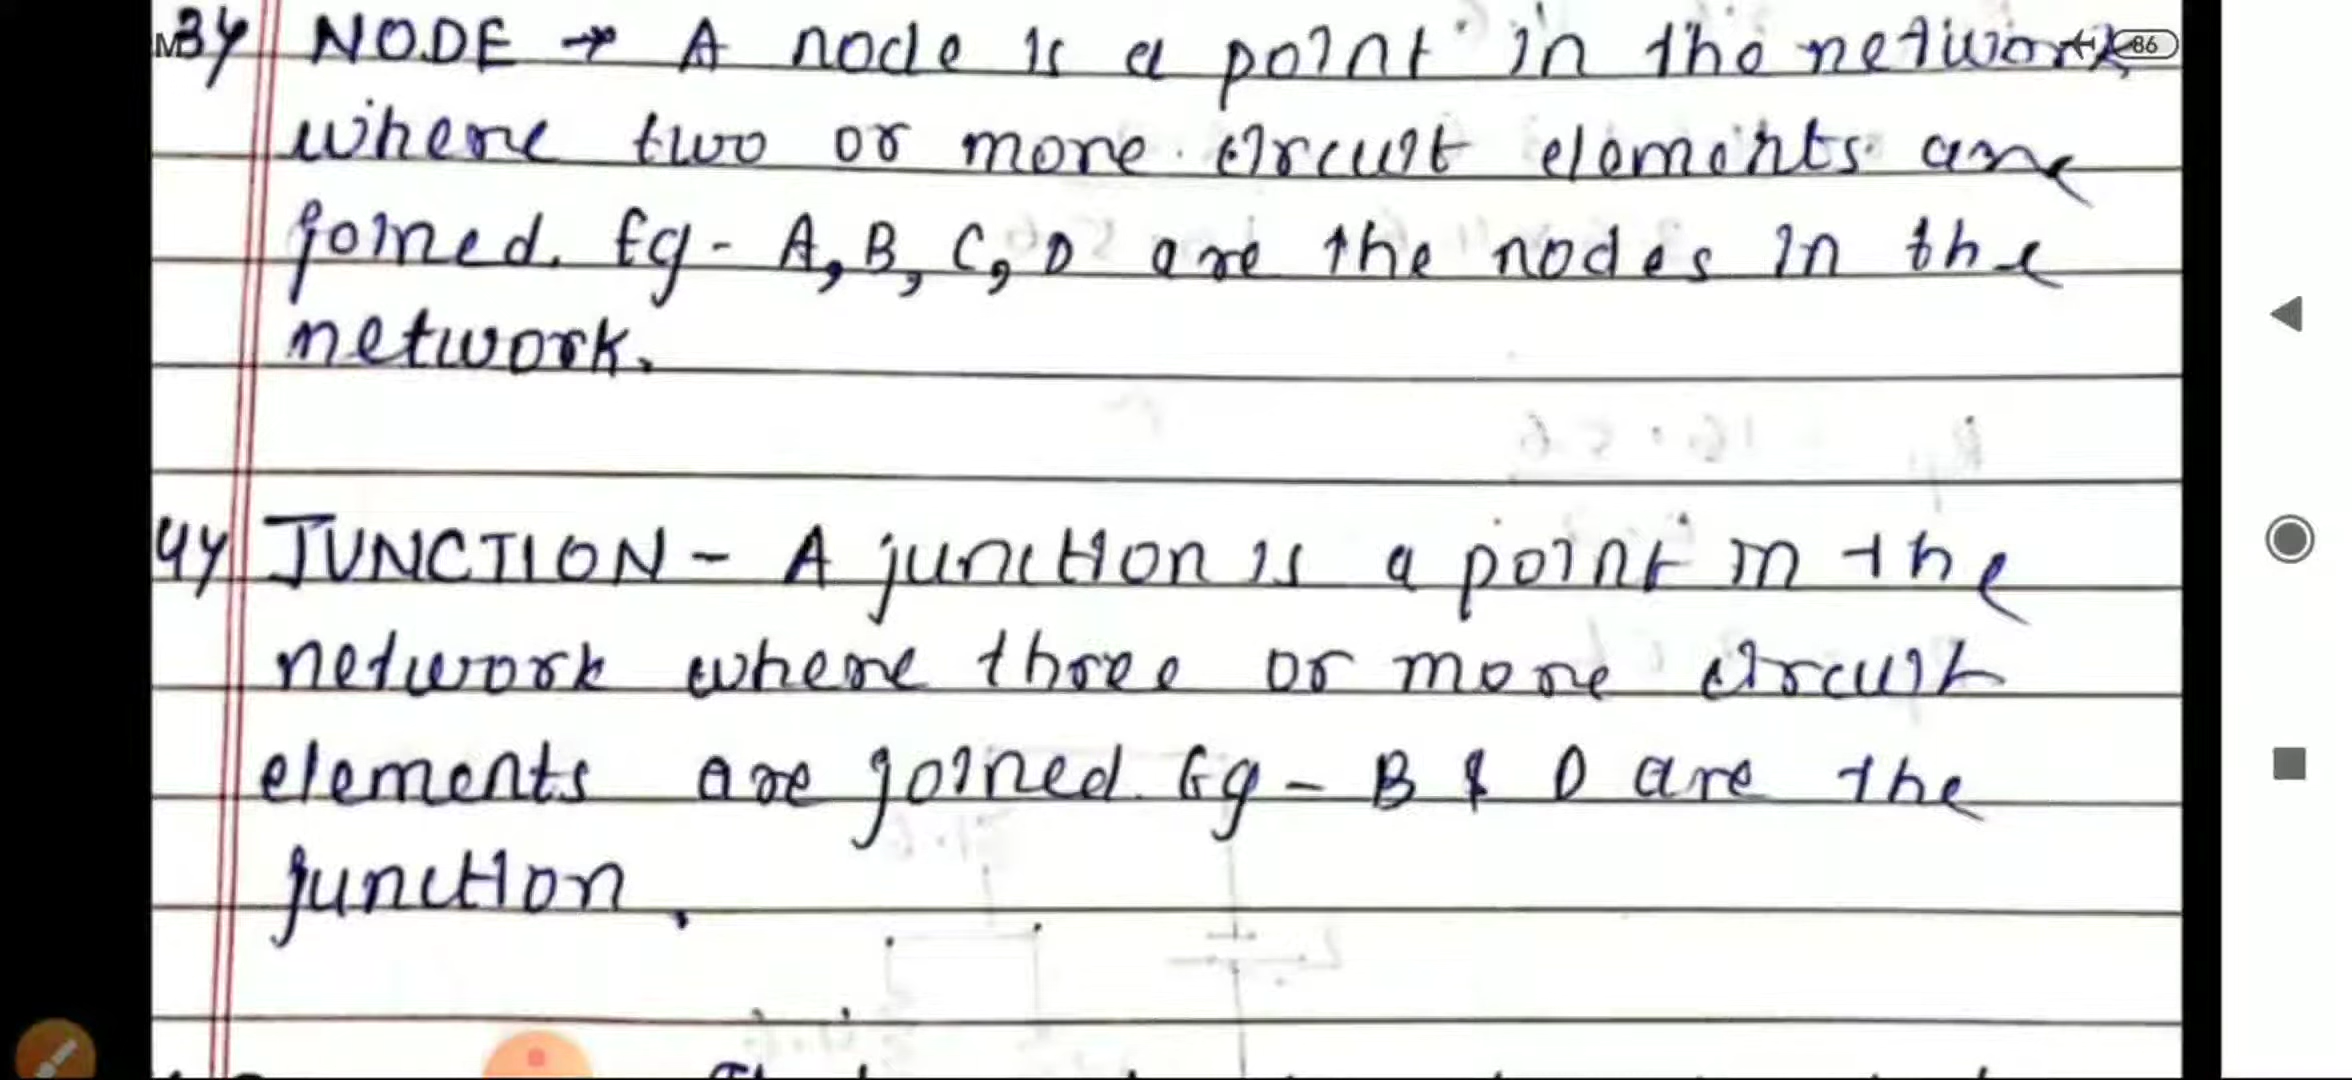 3) NODE → A node is a point in the network
where two or more circuit elements are
joined. Eg - A, B, C, D are the nodes in the
network.
4) JUNCTION - A junction is a point in the
network where three or more circuit
elements are joined. Eg - B & D are the
junction.
86